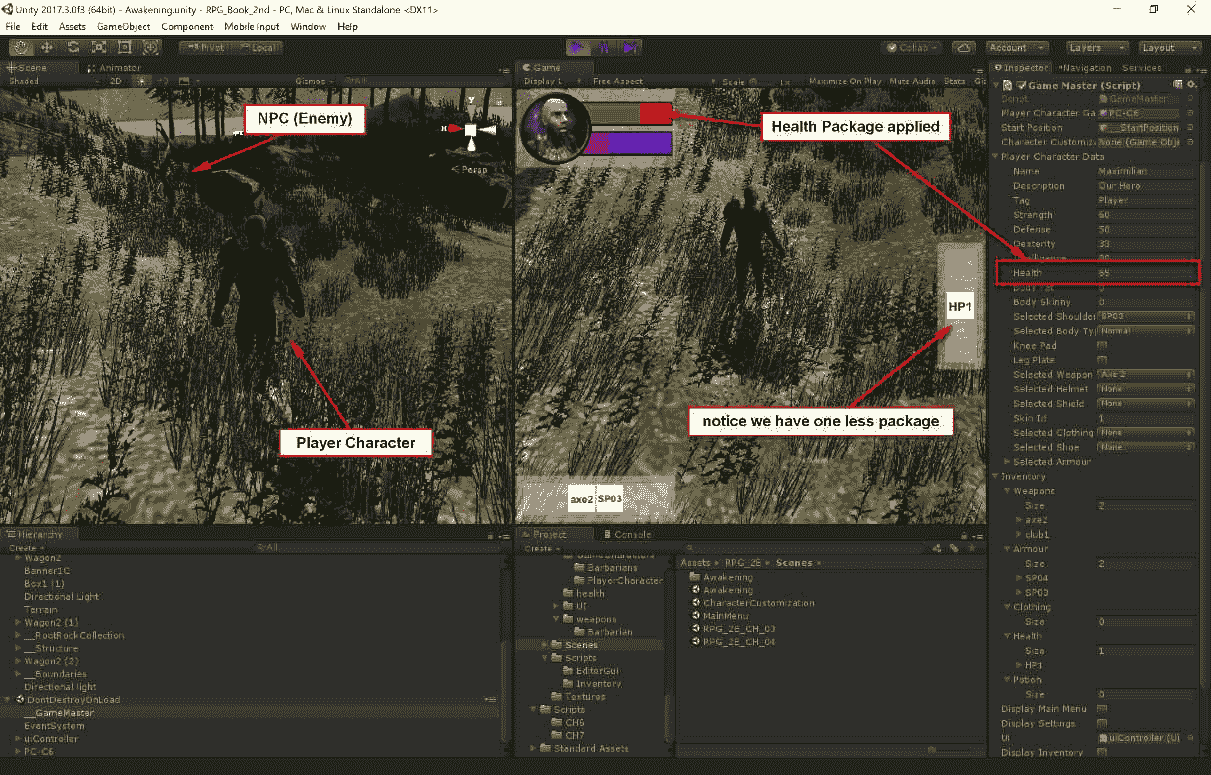 Unity 2017.3.0f3 (64bit) - Awakening.unity - RPG_Book_2nd - PC, Mac & Linux Standalone <DX11>
File Edit Assets GameObject Component Mobile Input Window Help
Pivot Local
Collab Account Layers Layout
Scene Animator
Shaded 2D Gizmos All
NPC (Enemy)
Persp
Player Character
Game
Display 1 Free Aspect Scale 1x Maximize On Play Mute Audio Stats Gi
Health Package applied
HP1
notice we have one less package
axe2 SP03
Inspector Navigation Services
Game Master (Script)
Script GameMaster
Player Character Ga PC-C6
Start Position __StartPosition
Character Customiz None (Game Obje
Player Character Data
Name Maximilian
Description Our Hero
Tag Player
Strength 60
Defense 50
Dexterity 33
Health 65
Body Skinny 0
Selected Shoulder SP03
Selected Body Ty Normal
Knee Pad
Leg Plate
Selected Weapon Axe 2
Selected Helmet None
Selected Shield None
Skin Id 1
Selected Clothing None
Selected Shoe None
Selected Armour
Inventory
Weapons
Size 2
axe2
club1
Armour
Size 2
SP04
SP03
Clothing
Size 0
Health
Size 1
HP1
Potion
Size 0
Display Main Menu
Display Settings
Ui uiController (Ui
Display Inventory
Hierarchy
Create All
Wagon2
Banner1C
Box1 (1)
Directional Light
Terrain
Wagon2 (1)
__RootRockCollection
__Structure
Wagon2 (2)
__Boundaries
Directional light
DontDestroyOnLoad
__GameMaster
EventSystem
uiController
PC-C6
Project Console
Create
Barbarians
PlayerCharacter
health
UI
weapons
Barbarian
Scenes
Scripts
EditorGui
Inventory
Textures
Scripts
CH6
CH7
Standard Assets
Assets RPG_2E Scenes
Awakening
Awakening
CharacterCustomization
MainMenu
RPG_2E_CH_03
RPG_2E_CH_04